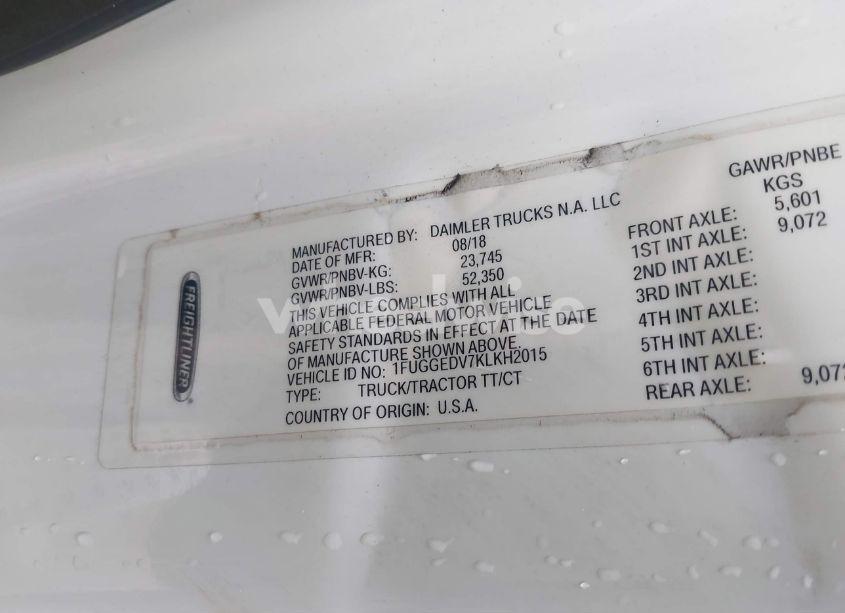 FREIGHTLINER
MANUFACTURED BY: DAIMLER TRUCKS N.A. LLC
DATE OF MFR: 08/18
GVWR/PNBV-KG: 23,745
GVWR/PNBV-LBS: 52,350
THIS VEHICLE COMPLIES WITH ALL
APPLICABLE FEDERAL MOTOR VEHICLE
SAFETY STANDARDS IN EFFECT AT THE DATE
OF MANUFACTURE SHOWN ABOVE.
VEHICLE ID NO: 1FUGGEDV7KLKH2015
TYPE: TRUCK/TRACTOR TT/CT
COUNTRY OF ORIGIN: U.S.A.
GAWR/PNBE
KGS
FRONT AXLE: 5,601
1ST INT AXLE: 9,072
2ND INT AXLE:
3RD INT AXLE:
4TH INT AXLE:
5TH INT AXLE:
6TH INT AXLE:
REAR AXLE: 9,072